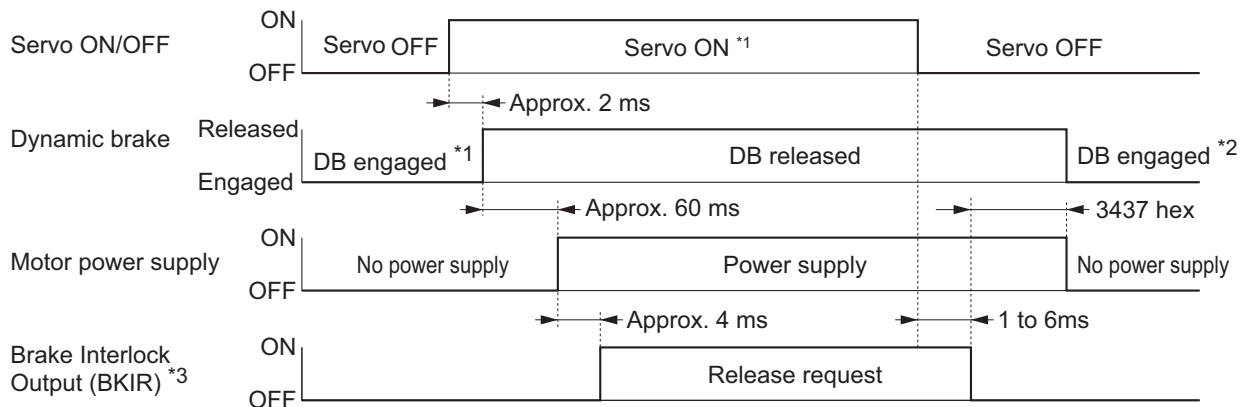 ON
Servo ON/OFF
Servo OFF
Servo ON *1
Servo OFF
OFF
Approx. 2 ms
Dynamic brake
Released
DB engaged *1
DB released
DB engaged *2
Engaged
Approx. 60 ms
3437 hex
ON
Motor power supply
No power supply
Power supply
No power supply
OFF
Approx. 4 ms
1 to 6ms
ON
Brake Interlock
Output (BKIR) *3
Release request
OFF